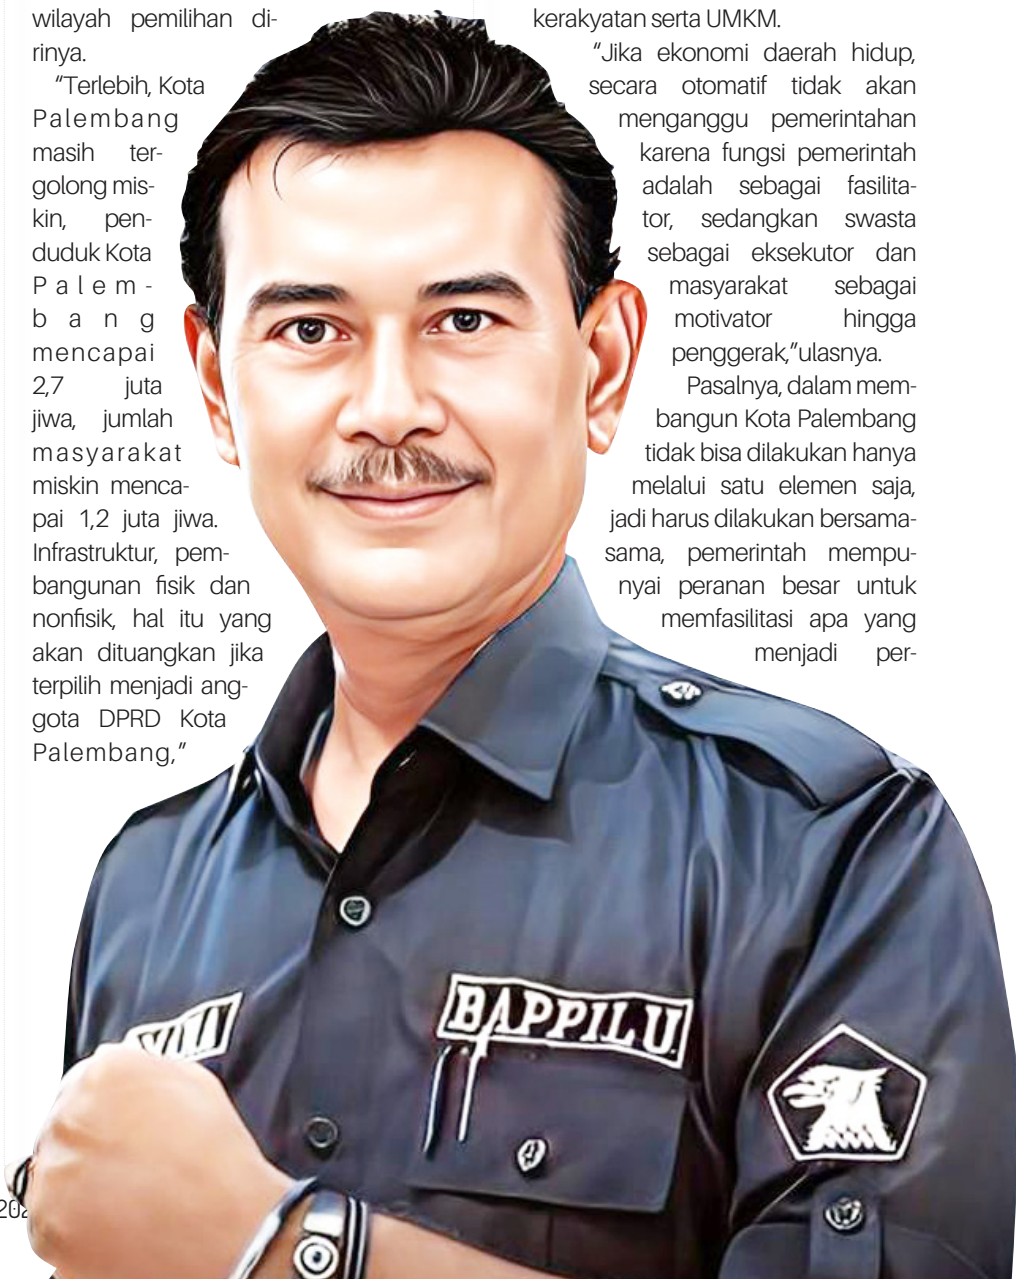 wilayah pemilihan di-
rinya.
“Terlebih, Kota
Palembang
masih ter-
golong mis-
kin, pen-
duduk Kota
Palem-
bang
mencapai
2,7 juta
jiwa, jumlah
masyarakat
miskin menca-
pai 1,2 juta jiwa.
Infrastruktur, pem-
bangunan fisik dan
nonfisik, hal itu yang
akan dituangkan jika
terpilih menjadi ang-
gota DPRD Kota
Palembang,”
kerakyatan serta UMKM.
“Jika ekonomi daerah hidup,
secara otomatif tidak akan
menganggu pemerintahan
karena fungsi pemerintah
adalah sebagai fasilita-
tor, sedangkan swasta
sebagai eksekutor dan
masyarakat sebagai
motivator hingga
penggerak,”ulasnya.
Pasalnya, dalam mem-
bangun Kota Palembang
tidak bisa dilakukan hanya
melalui satu elemen saja,
jadi harus dilakukan bersama-
sama, pemerintah mempu-
nyai peranan besar untuk
memfasilitasi apa yang
menjadi per-
BAPPILU